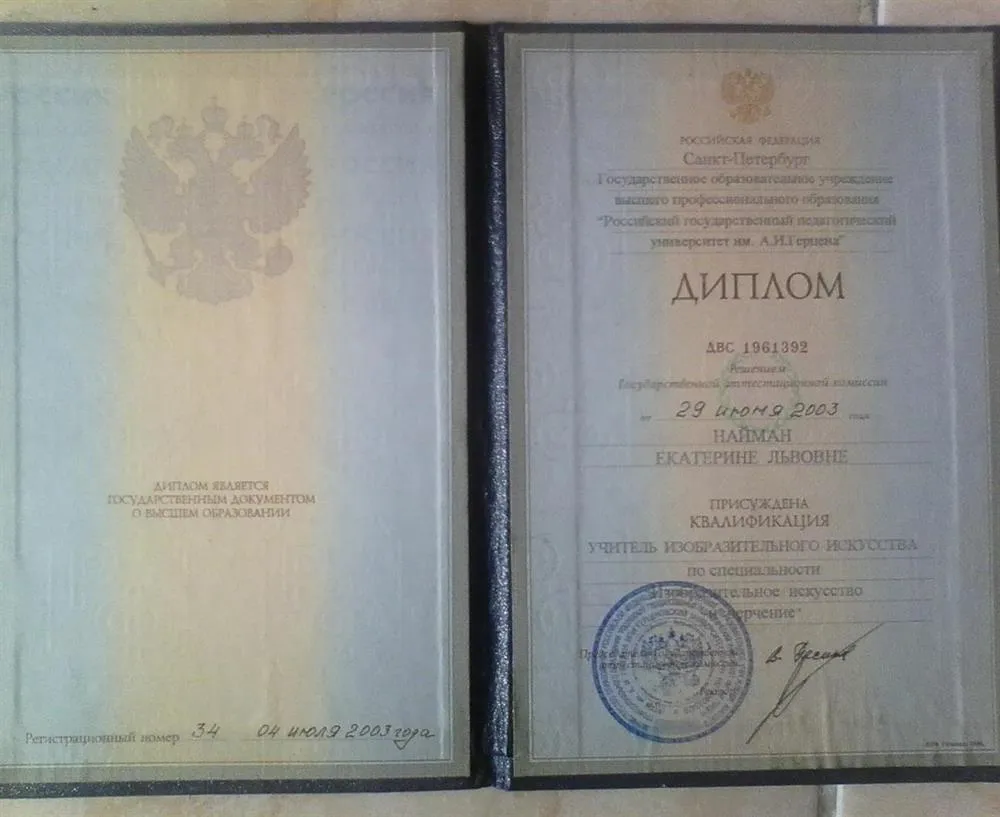 ДИПЛОМ ЯВЛЯЕТСЯ
ГОСУДАРСТВЕННЫМ ДОКУМЕНТОМ
О ВЫСШЕМ ОБРАЗОВАНИИ
Регистрационный номер 34 04 июля 2003 года
РОССИЙСКАЯ ФЕДЕРАЦИЯ
Санкт-Петербург
Государственное образовательное учреждение
высшего профессионального образования
"Российский государственный педагогический
университет им. А.И.Герцена"
ДИПЛОМ
ДВС 1961392
Решением
Государственной аттестационной комиссии
от 29 июня 2003 года
НАЙМАН
ЕКАТЕРИНЕ ЛЬВОВНЕ
ПРИСУЖДЕНА
КВАЛИФИКАЦИЯ
УЧИТЕЛЬ ИЗОБРАЗИТЕЛЬНОГО ИСКУССТВА
по специальности
искусство